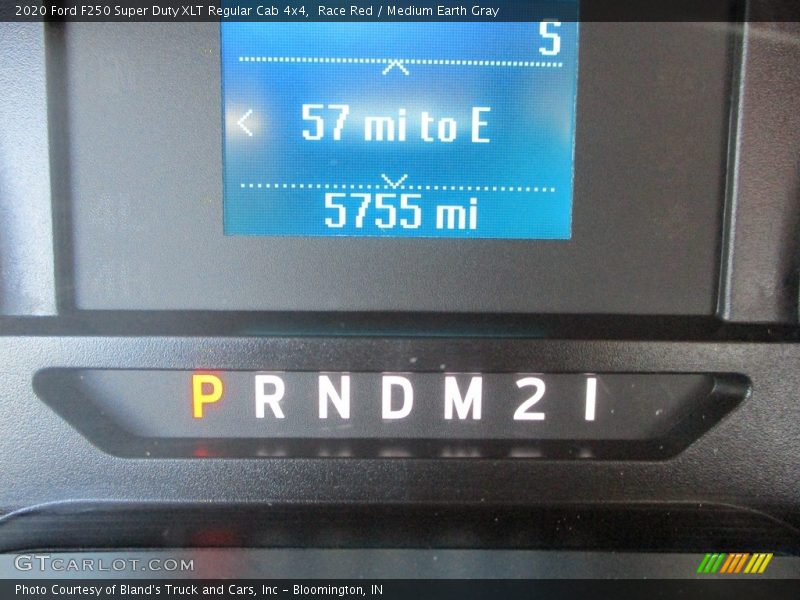 2020 Ford F250 Super Duty XLT Regular Cab 4x4,  Race Red / Medium Earth Gray
S
57 mi to E
5755 mi
P R N D M 2 1
GTCARLOT.COM
Photo Courtesy of Bland's Truck and Cars, Inc - Bloomington, IN